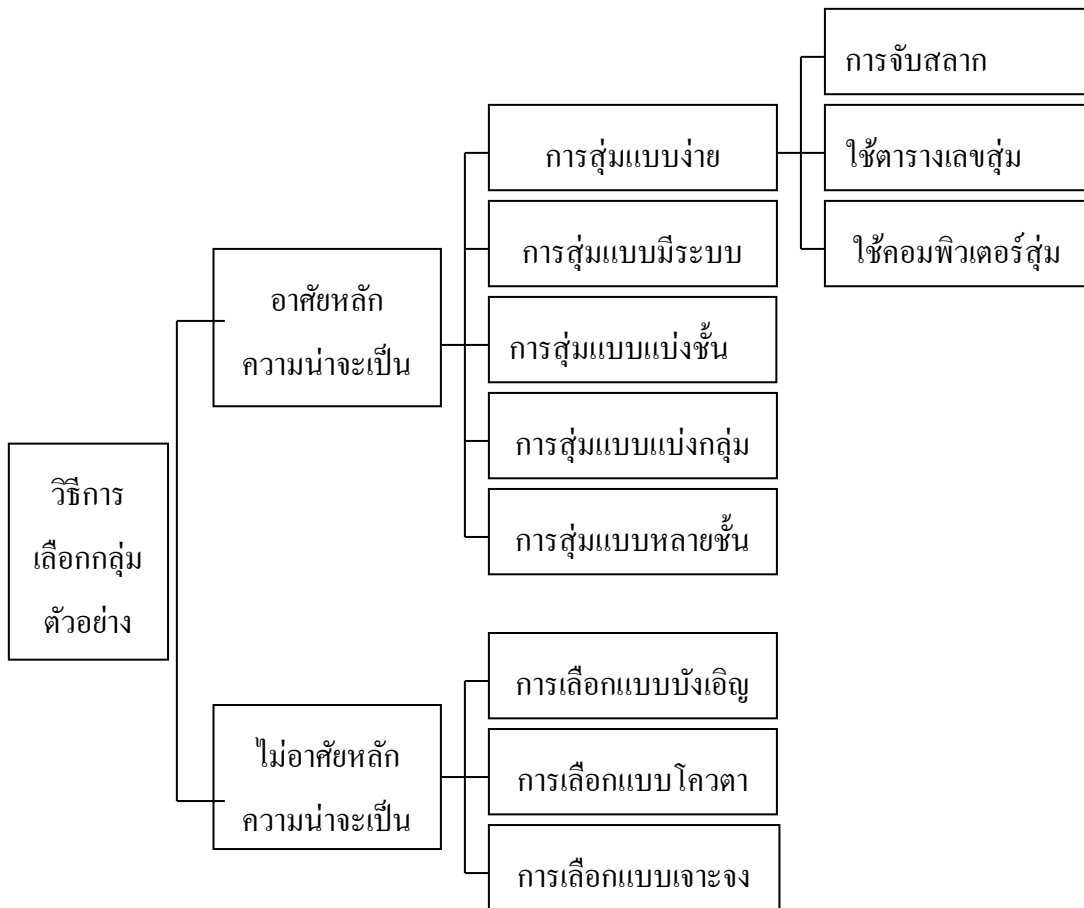 วิธีการ
เลือกกลุ่ม
ตัวอย่าง
อาศัยหลัก
ความน่าจะเป็น
การสุ่มแบบง่าย
การจับสลาก
ใช้ตารางเลขสุ่ม
ใช้คอมพิวเตอร์สุ่ม
การสุ่มแบบมีระบบ
การสุ่มแบบแบ่งชั้น
การสุ่มแบบแบ่งกลุ่ม
การสุ่มแบบหลายชั้น
ไม่อาศัยหลัก
ความน่าจะเป็น
การเลือกแบบบังเอิญ
การเลือกแบบโควตา
การเลือกแบบเจาะจง